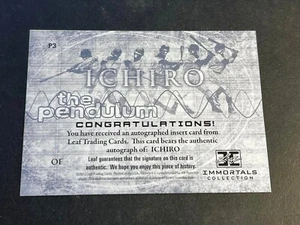 P3
ICHIRO
the pendulum
CONGRATULATIONS!
You have received an autographed insert card from
Leaf Trading Cards. This card bears the authentic
autograph of: ICHIRO
OF
Leaf guarantees that the signature on this card is
authentic. We hope you enjoy this piece of history.
IMMORTALS
COLLECTION